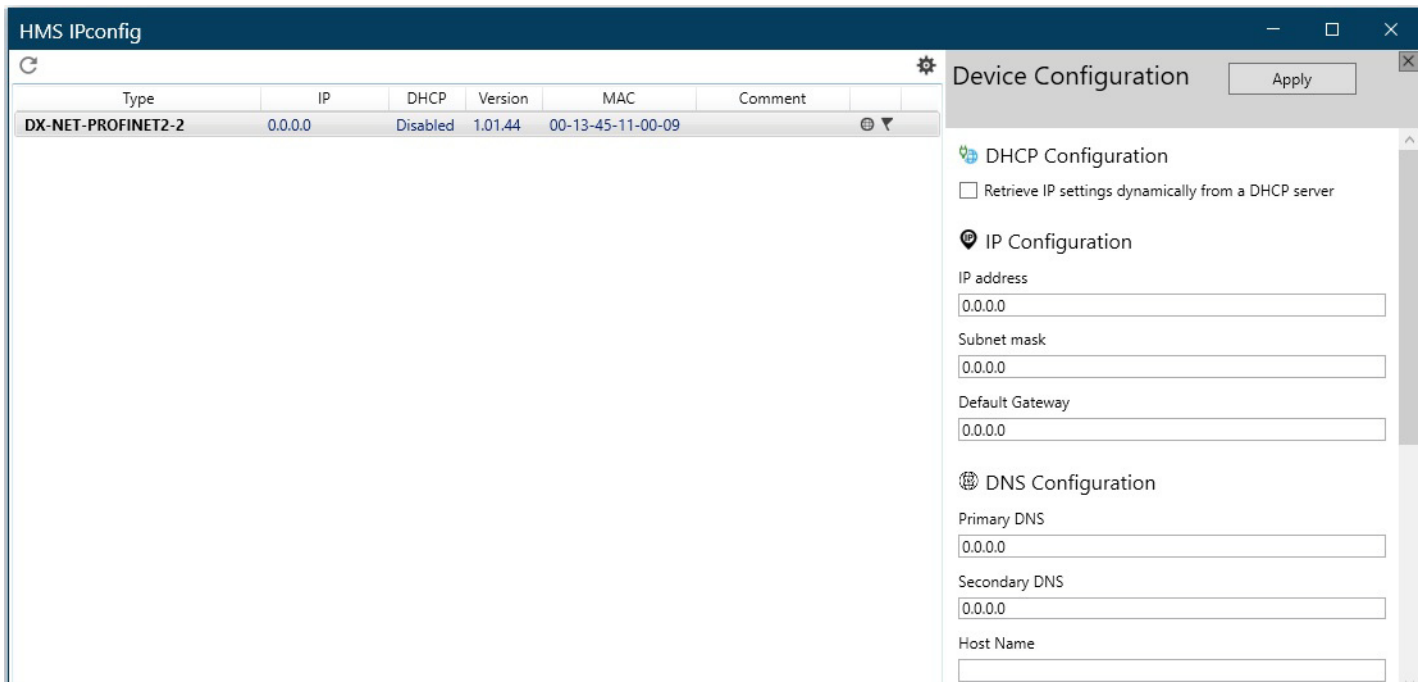 HMS IPconfig
Device Configuration
Apply
Type IP DHCP Version MAC Comment
DX-NET-PROFINET2-2 0.0.0.0 Disabled 1.01.44 00-13-45-11-00-09
DHCP Configuration
Retrieve IP settings dynamically from a DHCP server
IP Configuration
IP address
0.0.0.0
Subnet mask
0.0.0.0
Default Gateway
0.0.0.0
DNS Configuration
Primary DNS
0.0.0.0
Secondary DNS
0.0.0.0
Host Name